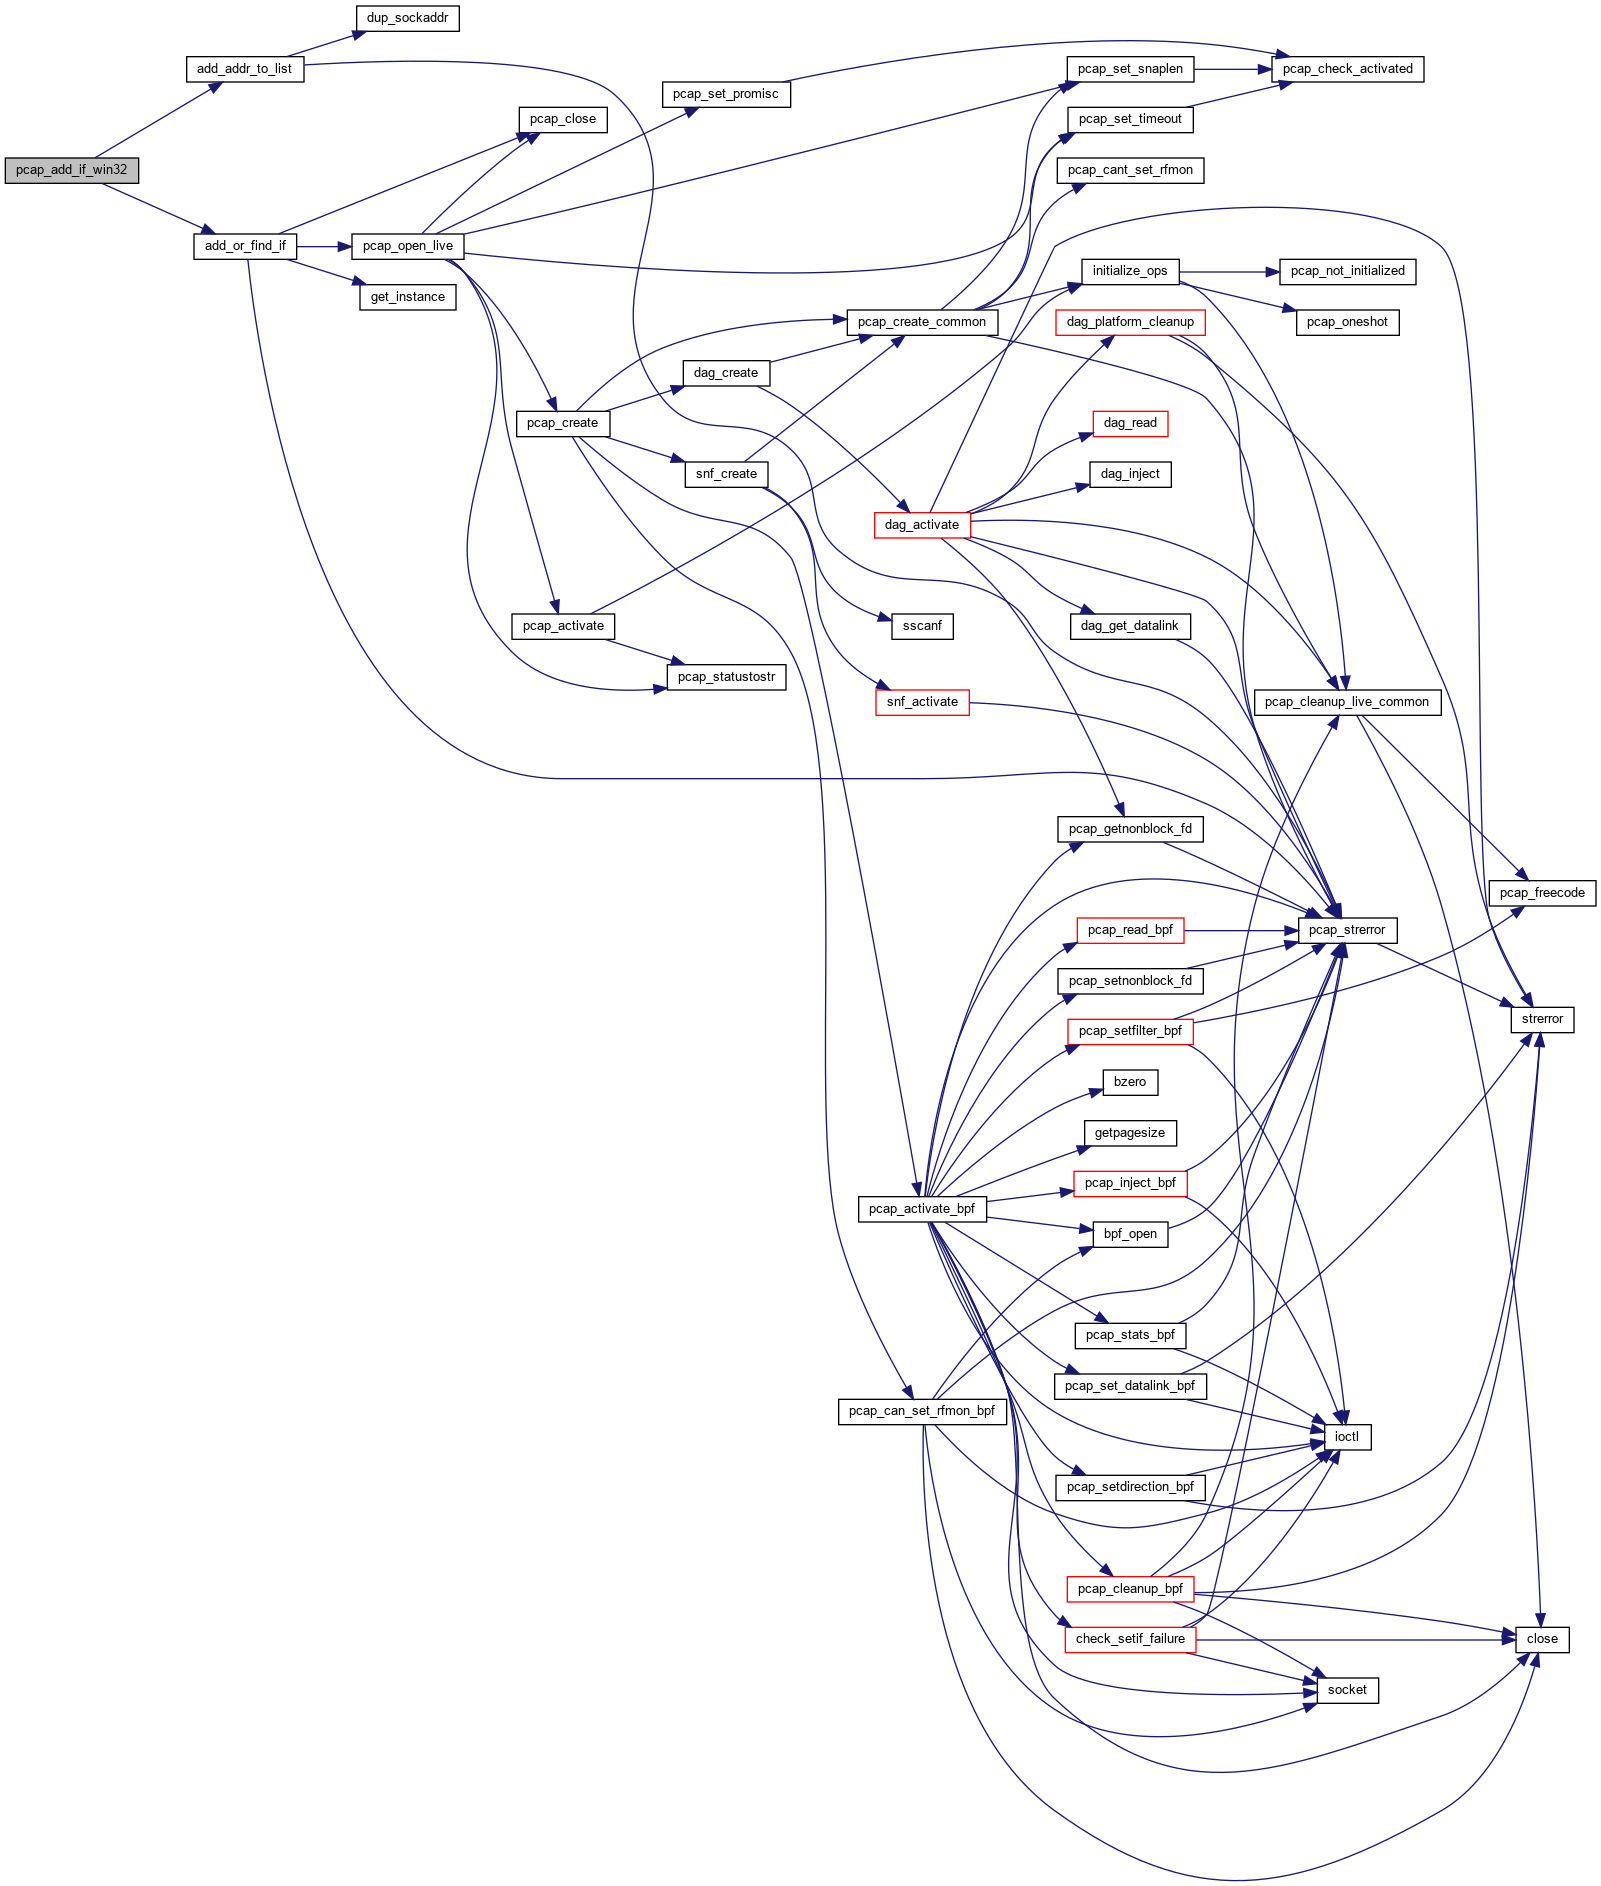 dup_sockaddr
add_addr_to_list
pcap_set_snaplen
pcap_check_activated
pcap_set_promisc
pcap_close
pcap_set_timeout
pcap_add_if_win32
pcap_cant_set_rfmon
add_or_find_if
pcap_open_live
initialize_ops
pcap_not_initialized
get_instance
pcap_create_common
dag_platform_cleanup
pcap_oneshot
dag_create
pcap_create
dag_read
snf_create
dag_inject
dag_activate
pcap_activate
sscanf
dag_get_datalink
pcap_statustostr
snf_activate
pcap_cleanup_live_common
pcap_getnonblock_fd
pcap_freecode
pcap_read_bpf
pcap_strerror
pcap_setnonblock_fd
strerror
pcap_setfilter_bpf
bzero
getpagesize
pcap_inject_bpf
pcap_activate_bpf
bpf_open
pcap_stats_bpf
pcap_set_datalink_bpf
pcap_can_set_rfmon_bpf
ioctl
pcap_setdirection_bpf
pcap_cleanup_bpf
check_setif_failure
close
socket